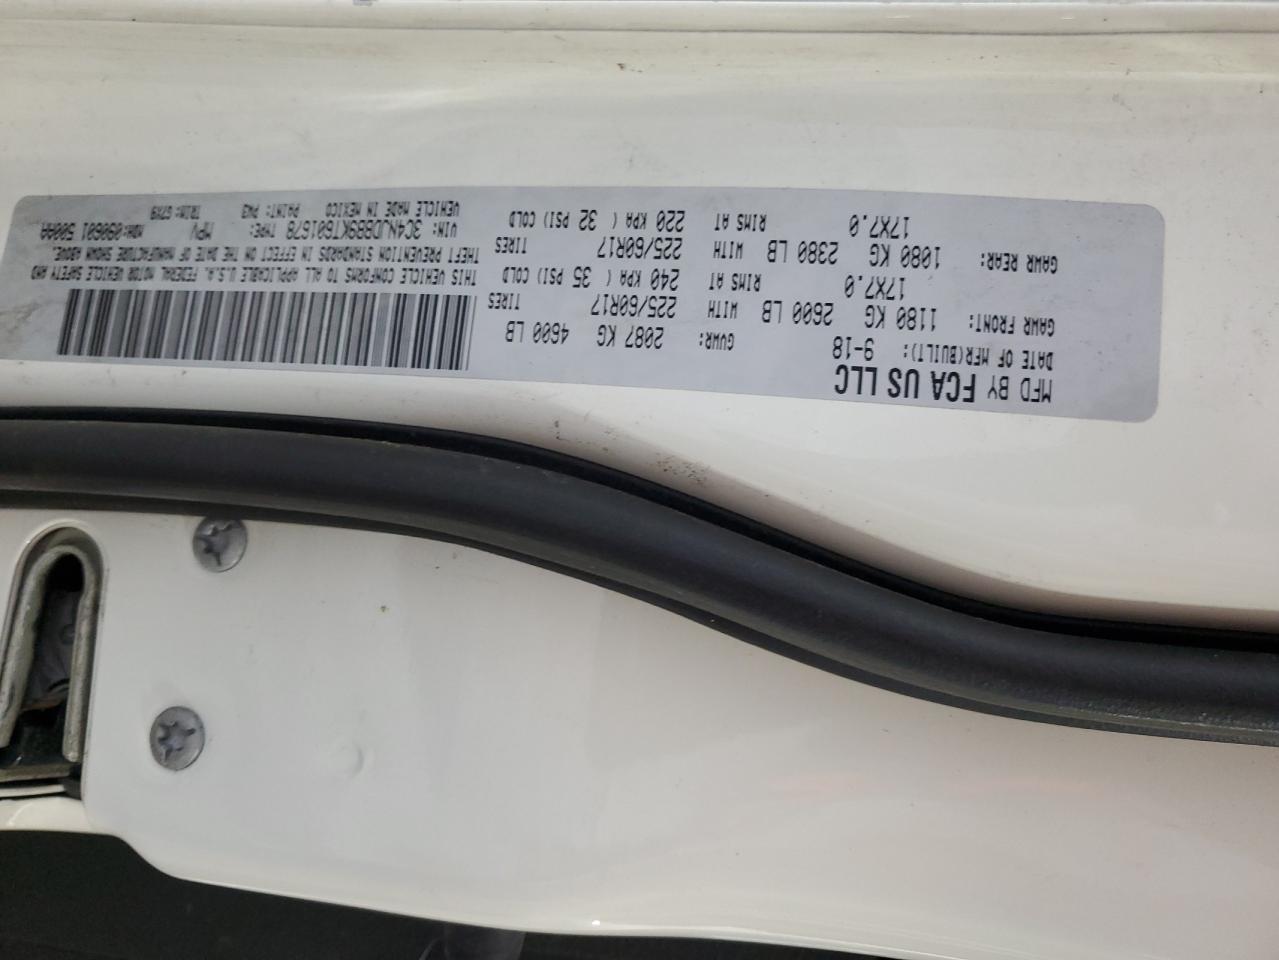 MFD BY FCA US LLC
DATE OF MFR(BUILT): 9-18 GVWR: 2087 KG 4600 LB
GAWR FRONT: 1180 KG 2600 LB WITH 225/60R17 TIRES
17X7.0 RIMS AT 240 KPA ( 35 PSI) COLD
GAWR REAR: 1080 KG 2380 LB WITH 225/60R17 TIRES
17X7.0 RIMS AT 220 KPA ( 32 PSI) COLD
THIS VEHICLE CONFORMS TO ALL APPLICABLE U.S.A. FEDERAL MOTOR VEHICLE SAFETY AND
THEFT PREVENTION STANDARDS IN EFFECT ON THE DATE OF MANUFACTURE SHOWN ABOVE.
VIN: 3C4NJDBB9KT601678 TYPE: MPV MDH:090601 500AA
VEHICLE MADE IN MEXICO PAINT: PW3 TRIM: G7X9